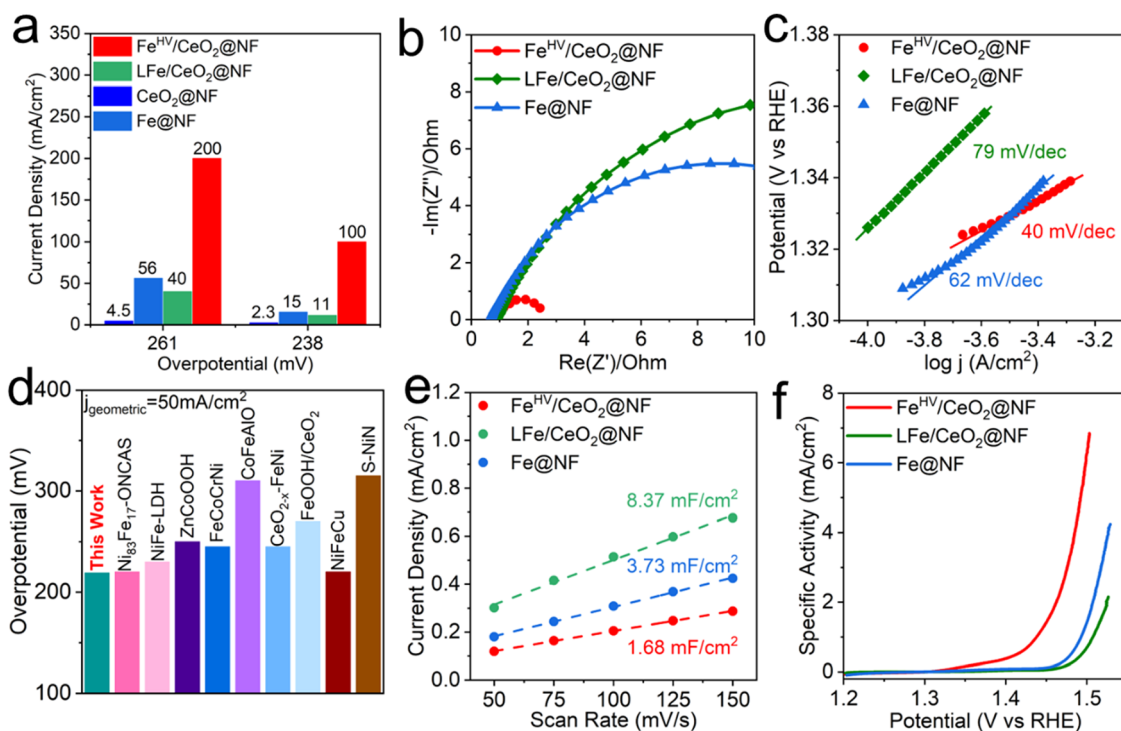 a
Current Density (mA/cm²)
350
300
250
200
150
100
50
0
Fe^HV/CeO₂@NF
LFe/CeO₂@NF
CeO₂@NF
Fe@NF
4.5
56
40
200
2.3
15
11
100
261
238
Overpotential (mV)
b
-Im(Z'')/Ohm
-10
8
6
4
2
0
Fe^HV/CeO₂@NF
LFe/CeO₂@NF
Fe@NF
0 2 4 6 8 10
Re(Z')/Ohm
c
Potential (V vs RHE)
1.38
1.36
1.34
1.32
1.30
Fe^HV/CeO₂@NF
LFe/CeO₂@NF
Fe@NF
79 mV/dec
40 mV/dec
62 mV/dec
-4.0 -3.8 -3.6 -3.4 -3.2
log j (A/cm²)
d
Overpotential (mV)
400
300
200
100
j_geometric=50mA/cm²
This Work
Ni₈₃Fe₁₇-ONCAS
NiFe-LDH
ZnCoOOH
FeCoCrNi
CoFeAlO
CeO₂₋ₓ-FeNi
FeOOH/CeO₂
NiFeCu
S-NiN
e
Current Density (mA/cm²)
1.2
1.0
0.8
0.6
0.4
0.2
0.0
Fe^HV/CeO₂@NF
LFe/CeO₂@NF
Fe@NF
8.37 mF/cm²
3.73 mF/cm²
1.68 mF/cm²
50 75 100 125 150
Scan Rate (mV/s)
f
Specific Activity (mA/cm²)
8
6
4
2
0
Fe^HV/CeO₂@NF
LFe/CeO₂@NF
Fe@NF
1.2 1.3 1.4 1.5
Potential (V vs RHE)